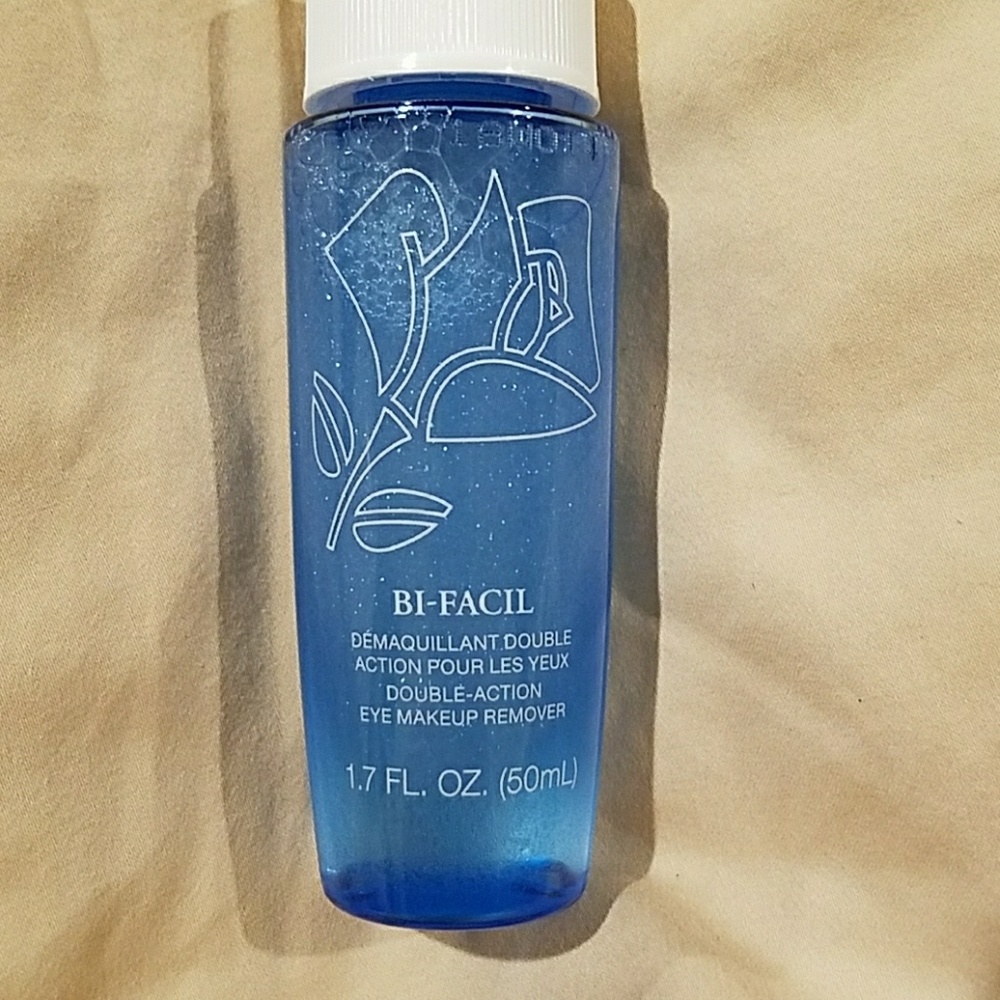 BI-FACIL
DÉMAQUILLANT DOUBLE
ACTION POUR LES YEUX
DOUBLE-ACTION
EYE MAKEUP REMOVER
1.7 FL. OZ. (50mL)